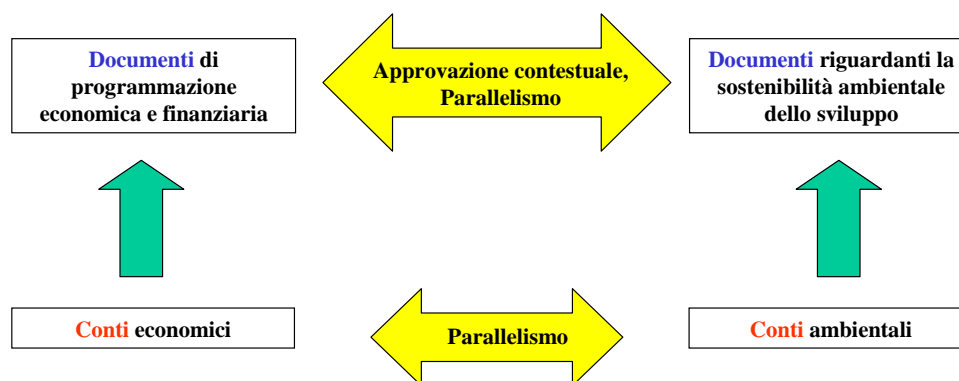 Documenti di
programmazione
economica e finanziaria
Approvazione contestuale,
Parallelismo
Documenti riguardanti la
sostenibilità ambientale
dello sviluppo
Conti economici
Parallelismo
Conti ambientali